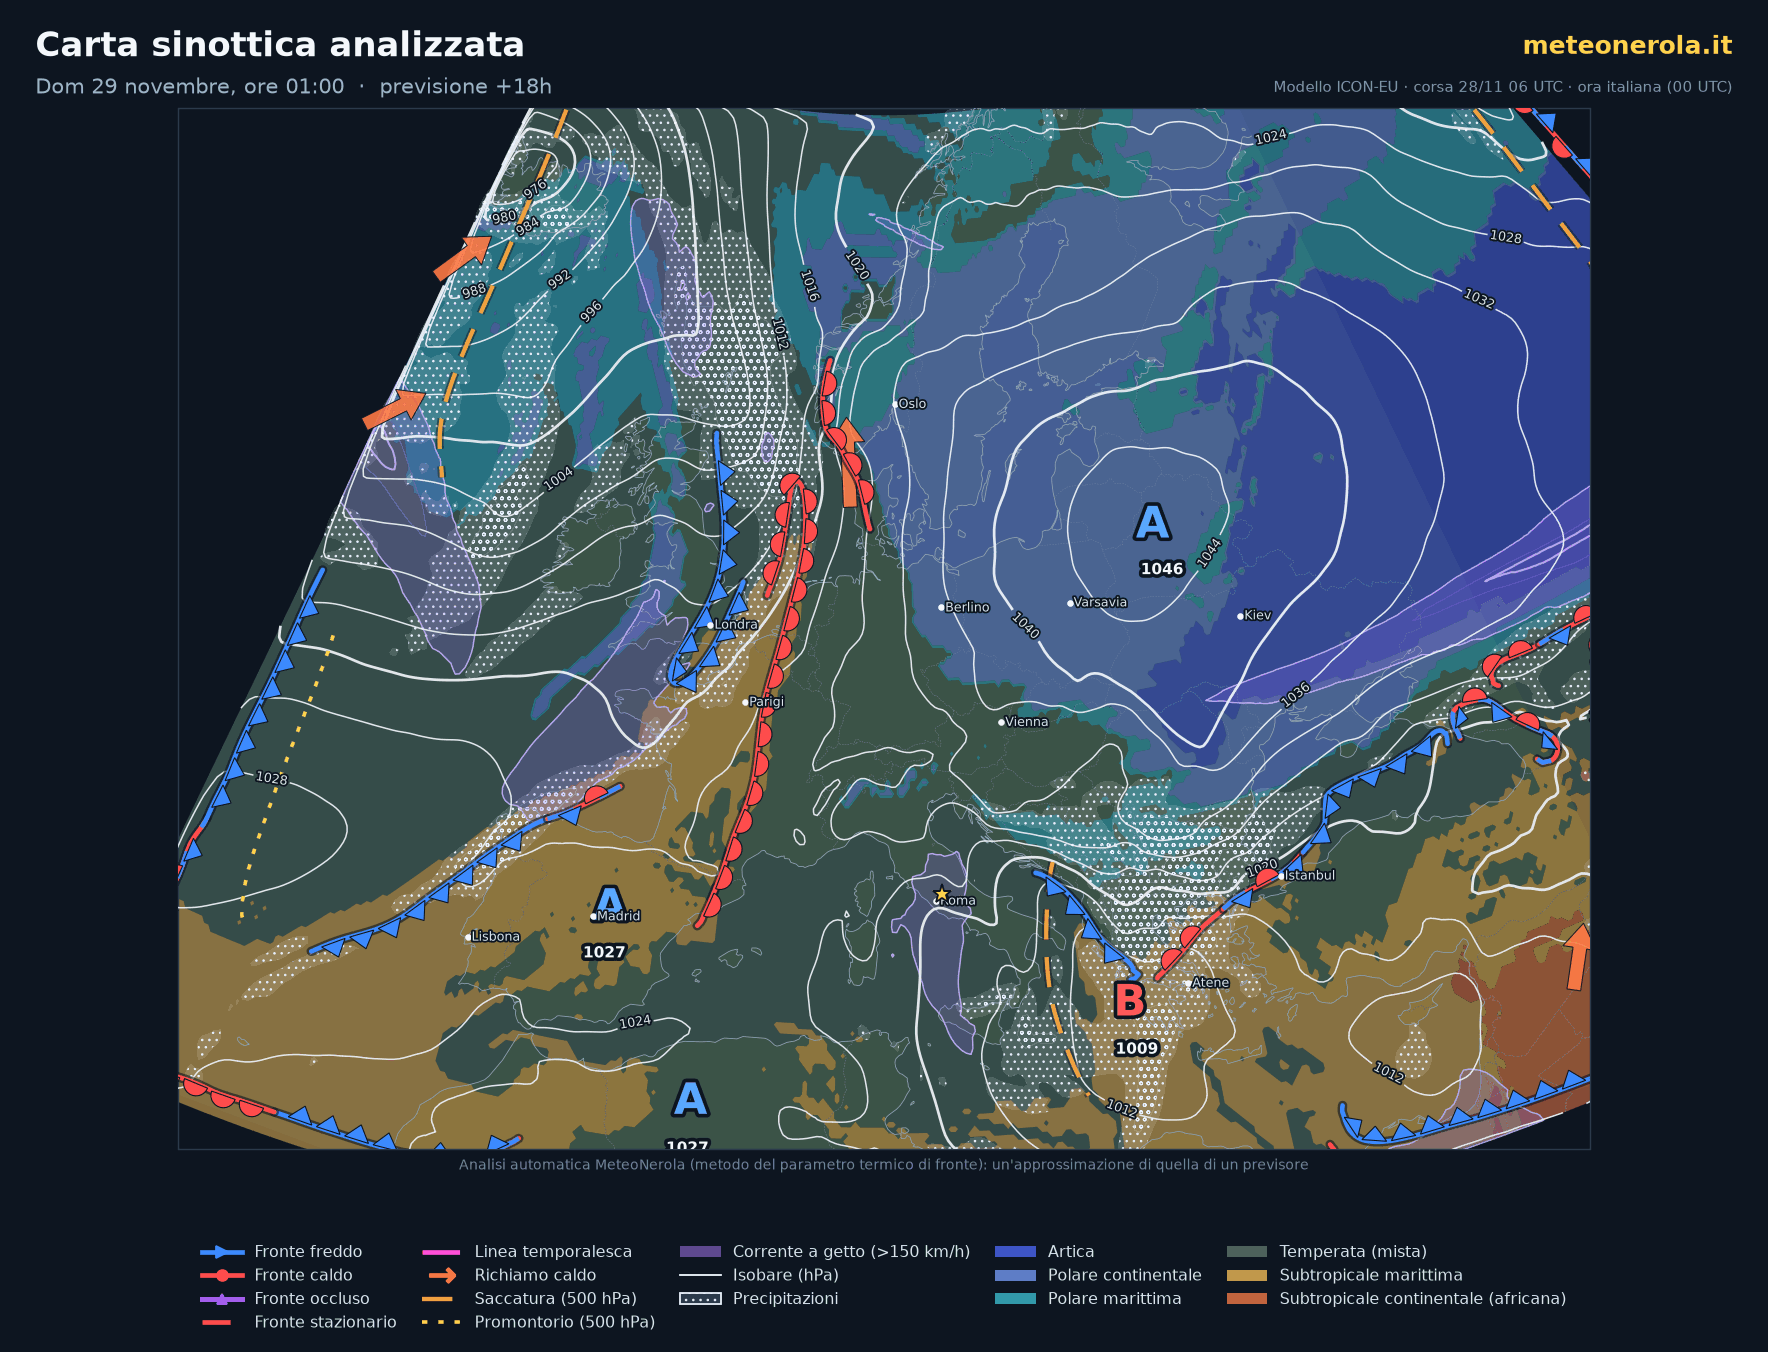 Carta sinottica analizzata
meteonerola.it
Dom 29 novembre, ore 01:00 · previsione +18h
Modello ICON-EU · corsa 28/11 06 UTC · ora italiana (00 UTC)
1024
976
980
984
1028
988
992
996
1016
1020
1032
1012
Oslo
1004
A
1046
1044
Berlino
Varsavia
Kiev
Londra
1040
1036
Parigi
Vienna
1028
1020
Istanbul
A
Madrid
Roma
Lisbona
1027
Atene
B
1009
1024
1012
1012
A
1027
Analisi automatica MeteoNerola (metodo del parametro termico di fronte): un'approssimazione di quella di un previsore
Fronte freddo
Fronte caldo
Fronte occluso
Fronte stazionario
Linea temporalesca
Richiamo caldo
Saccatura (500 hPa)
Promontorio (500 hPa)
Corrente a getto (>150 km/h)
Isobare (hPa)
Precipitazioni
Artica
Polare continentale
Polare marittima
Temperata (mista)
Subtropicale marittima
Subtropicale continentale (africana)